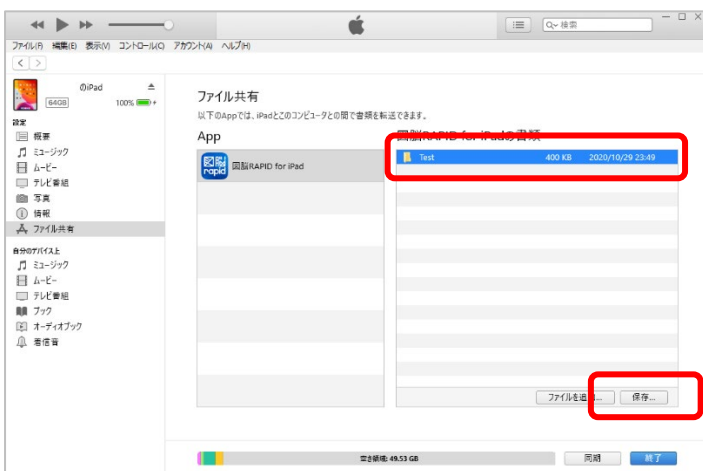 検索
ファイル(F) 編集(E) 表示(V) コントロール(C) アカウント(A) ヘルプ(H)
のiPad
64GB 100%
設定
概要
ミュージック
ムービー
テレビ番組
写真
情報
ファイル共有
自分のデバイス上
ミュージック
ムービー
テレビ番組
ブック
オーディオブック
着信音
ファイル共有
以下のAppでは、iPadとこのコンピュータとの間で書類を転送できます。
App
図脳rapid
図脳RAPID for iPad
図脳RAPID for iPadの書類
Test 400 KB 2020/10/29 23:49
ファイルを追 ... 保存...
空き領域: 49.53 GB
同期 終了